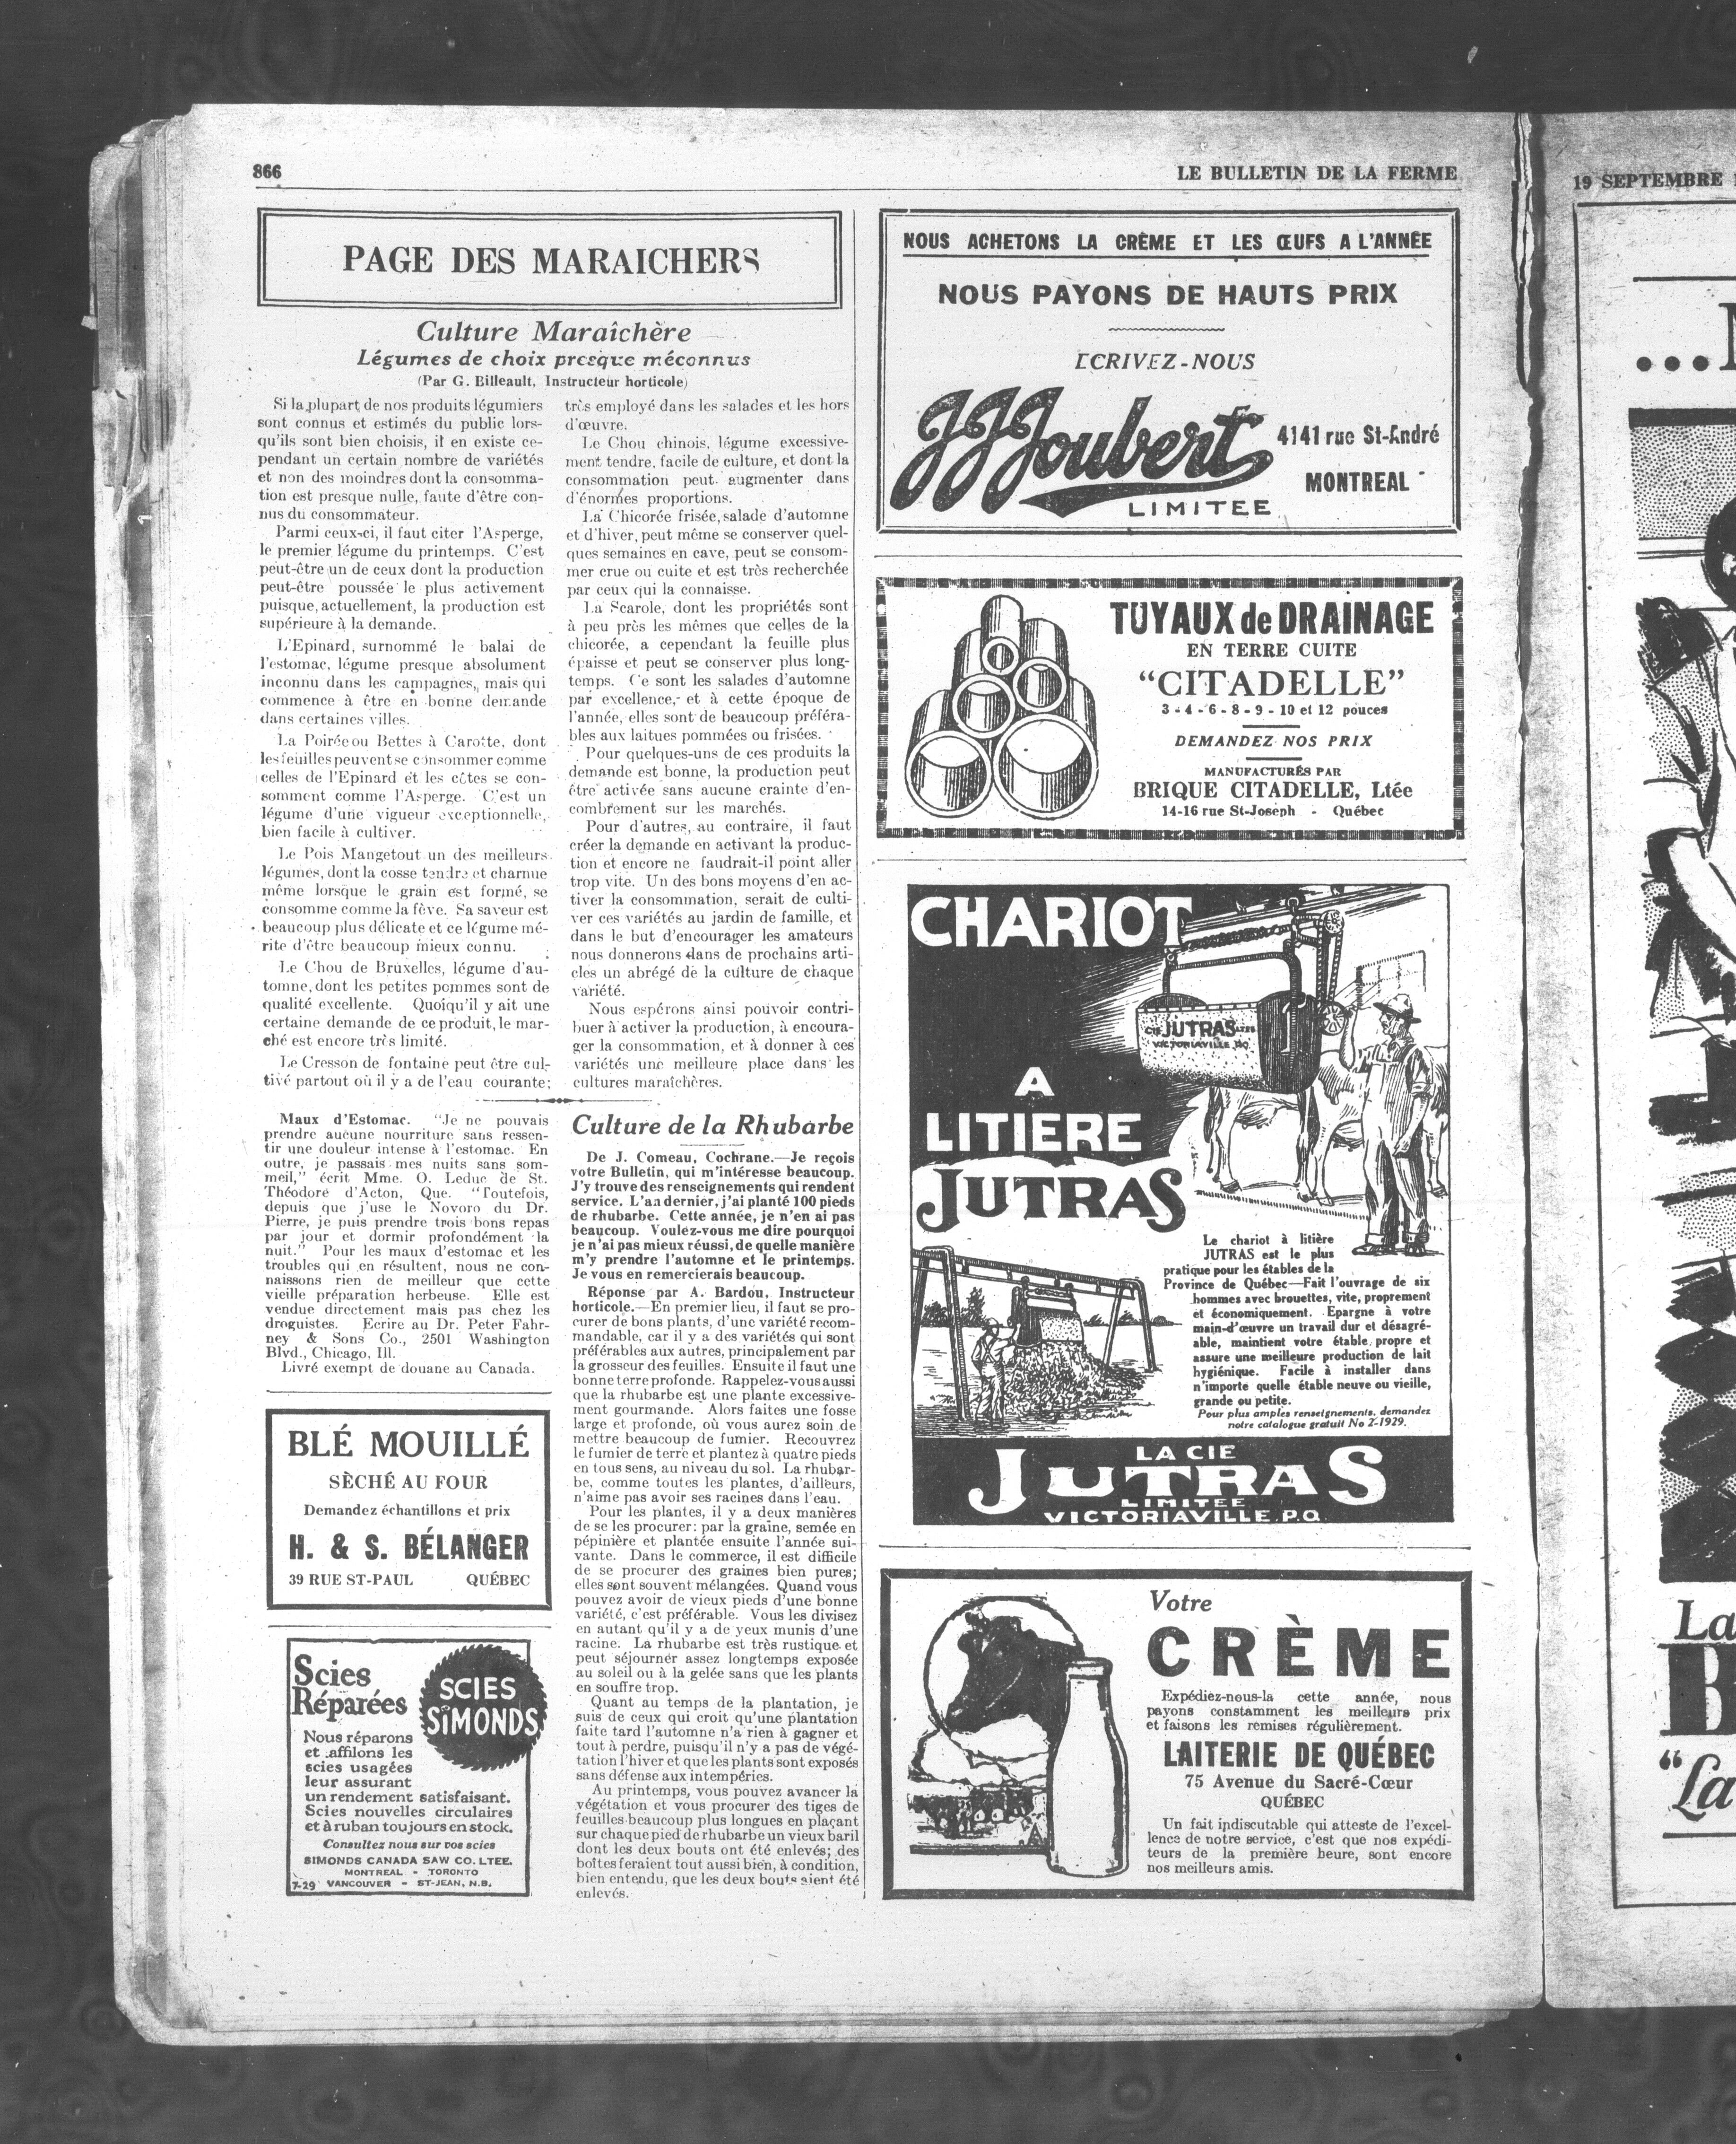 866
LE BULLETIN DE LA FERME
PAGE DES MARAICHERS
Culture Maraîchère
Légumes de choix presque méconnus
(Par G. Billeault, Instructeur horticole)
Si la plupart de nos produits légumiers
sont connus et estimés du public lors-
qu'ils sont bien choisis, il en existe ce-
pendant un certain nombre de variétés
et non des moindres dont la consomma-
tion est presque nulle, faute d'être con-
nus du consommateur.
Parmi ceux-ci, il faut citer l'Asperge,
le premier légume du printemps. C'est
peut-être un de ceux dont la production
peut-être poussée le plus activement
puisque, actuellement, la production est
supérieure à la demande.
L'Epinard, surnommé le balai de
l'estomac, légume presque absolument
inconnu dans les campagnes, mais qui
commence à être en bonne demande
dans certaines villes.
La Poirée ou Bettes à Carotte, dont
les feuilles peuvent se consommer comme
celles de l'Epinard et les côtes se con-
somment comme l'Asperge. C'est un
légume d'une vigueur exceptionnelle,
bien facile à cultiver.
Le Pois Mangetout un des meilleurs
légumes, dont la cosse tendre et charnue
même lorsque le grain est formé, se
consomme comme la fève. Sa saveur est
beaucoup plus délicate et ce légume mé-
rite d'être beaucoup mieux connu.
Le Chou de Bruxelles, légume d'au-
tomne, dont les petites pommes sont de
qualité excellente. Quoiqu'il y ait une
certaine demande de ce produit, le mar-
ché est encore très limité.
Le Cresson de fontaine peut être cul-
tivé partout où il y a de l'eau courante;
très employé dans les salades et les hors
d'œuvre.
Le Chou chinois, légume excessive-
ment tendre, facile de culture, et dont la
consommation peut augmenter dans
d'énormes proportions.
La Chicorée frisée, salade d'automne
et d'hiver, peut même se conserver quel-
ques semaines en cave, peut se consom-
mer crue ou cuite et est très recherchée
par ceux qui la connaisse.
La Scarole, dont les propriétés sont
à peu près les mêmes que celles de la
chicorée, a cependant la feuille plus
épaisse et peut se conserver plus long-
temps. Ce sont les salades d'automne
par excellence, et à cette époque de
l'année, elles sont de beaucoup préféra-
bles aux laitues pommées ou frisées.
Pour quelques-uns de ces produits la
demande est bonne, la production peut
être activée sans aucune crainte d'en-
combrement sur les marchés.
Pour d'autres, au contraire, il faut
créer la demande en activant la produc-
tion et encore ne faudrait-il point aller
trop vite. Un des bons moyens d'en ac-
tiver la consommation, serait de culti-
ver ces variétés au jardin de famille, et
dans le but d'encourager les amateurs
nous donnerons dans de prochains arti-
cles un abrégé de la culture de chaque
variété.
Nous espérons ainsi pouvoir contri-
buer à activer la production, à encoura-
ger la consommation, et à donner à ces
variétés une meilleure place dans les
cultures maraîchères.
Maux d'Estomac. "Je ne pouvais
prendre aucune nourriture sans ressen-
tir une douleur intense à l'estomac. En
outre, je passais mes nuits sans som-
meil," écrit Mme. O. Leduc de St.
Théodore d'Acton, Que. "Toutefois,
depuis que j'use le Novoro du Dr.
Pierre, je puis prendre trois bons repas
par jour et dormir profondément la
nuit." Pour les maux d'estomac et les
troubles qui en résultent, nous ne con-
naissons rien de meilleur que cette
vieille préparation herbeuse. Elle est
vendue directement mais pas chez les
droguistes. Ecrire au Dr. Peter Fahr-
ney & Sons Co., 2501 Washington
Blvd., Chicago, Ill.
Livré exempt de douane au Canada.
BLÉ MOUILLÉ
SÈCHÉ AU FOUR
Demandez échantillons et prix
H. & S. BÉLANGER
39 RUE ST-PAUL QUÉBEC
Scies
Réparées
SCIES
SIMONDS
Nous réparons
et affilons les
scies usagées
leur assurant
un rendement satisfaisant.
Scies nouvelles circulaires
et à ruban toujours en stock.
Consultez nous sur vos scies
SIMONDS CANADA SAW CO. LTEE.
MONTREAL - TORONTO
7-29 VANCOUVER - ST-JEAN, N.B.
Culture de la Rhubarbe
De J. Comeau, Cochrane.—Je reçois
votre Bulletin, qui m'intéresse beaucoup.
J'y trouve des renseignements qui rendent
service. L'an dernier, j'ai planté 100 pieds
de rhubarbe. Cette année, je n'en ai pas
beaucoup. Voulez-vous me dire pourquoi
je n'ai pas mieux réussi, de quelle manière
m'y prendre l'automne et le printemps.
Je vous en remercierais beaucoup.
Réponse par A. Bardou, Instructeur
horticole.—En premier lieu, il faut se pro-
curer de bons plants, d'une variété recom-
mandable, car il y a des variétés qui sont
préférables aux autres, principalement par
la grosseur des feuilles. Ensuite il faut une
bonne terre profonde. Rappelez-vous aussi
que la rhubarbe est une plante excessive-
ment gourmande. Alors faites une fosse
large et profonde, où vous aurez soin de
mettre beaucoup de fumier. Recouvrez
le fumier de terre et plantez à quatre pieds
en tous sens, au niveau du sol. La rhubar-
be, comme toutes les plantes, d'ailleurs,
n'aime pas avoir ses racines dans l'eau.
Pour les plantes, il y a deux manières
de se les procurer: par la graine, semée en
pépinière et plantée ensuite l'année sui-
vante. Dans le commerce, il est difficile
de se procurer des graines bien pures;
elles sont souvent mélangées. Quand vous
pouvez avoir de vieux pieds d'une bonne
variété, c'est préférable. Vous les divisez
en autant qu'il y a de yeux munis d'une
racine. La rhubarbe est très rustique et
peut séjourner assez longtemps exposée
au soleil ou à la gelée sans que les plants
en souffre trop.
Quant au temps de la plantation, je
suis de ceux qui croit qu'une plantation
faite tard l'automne n'a rien à gagner et
tout à perdre, puisqu'il n'y a pas de végé-
tation l'hiver et que les plants sont exposés
sans défense aux intempéries.
Au printemps, vous pouvez avancer la
végétation et vous procurer des tiges de
feuilles beaucoup plus longues en plaçant
sur chaque pied de rhubarbe un vieux baril
dont les deux bouts ont été enlevés; des
boîtes feraient tout aussi bien, à condition,
bien entendu, que les deux bouts aient été
enlevés.
NOUS ACHETONS LA CRÈME ET LES ŒUFS A L'ANNÉE
NOUS PAYONS DE HAUTS PRIX
ECRIVEZ-NOUS
JJ Joubert
LIMITEE
4141 rue St-André
MONTREAL
TUYAUX de DRAINAGE
EN TERRE CUITE
"CITADELLE"
3 - 4 - 6 - 8 - 9 - 10 et 12 pouces
DEMANDEZ NOS PRIX
MANUFACTURÉS PAR
BRIQUE CITADELLE, Ltée
14-16 rue St-Joseph - Québec
CHARIOT
CIE JUTRAS LTEE
VICTORIAVILLE P.Q.
A
LITIERE
JUTRAS
Le chariot à litière
JUTRAS est le plus
pratique pour les étables de la
Province de Québec—Fait l'ouvrage de six
hommes avec brouettes, vite, proprement
et économiquement. Epargne à votre
main-d'œuvre un travail dur et désagré-
able, maintient votre étable propre et
assure une meilleure production de lait
hygiénique. Facile à installer dans
n'importe quelle étable neuve ou vieille,
grande ou petite.
Pour plus amples renseignements, demandez
notre catalogue gratuit No 2-1929.
LA CIE
JUTRAS
LIMITEE
VICTORIAVILLE, P.Q.
Votre
CRÈME
Expédiez-nous-la cette année, nous
payons constamment les meilleurs prix
et faisons les remises régulièrement.
LAITERIE DE QUÉBEC
75 Avenue du Sacré-Cœur
QUÉBEC
Un fait indiscutable qui atteste de l'excel-
lence de notre service, c'est que nos expédi-
teurs de la première heure, sont encore
nos meilleurs amis.
19 SEPTEMBRE
La
B
"La